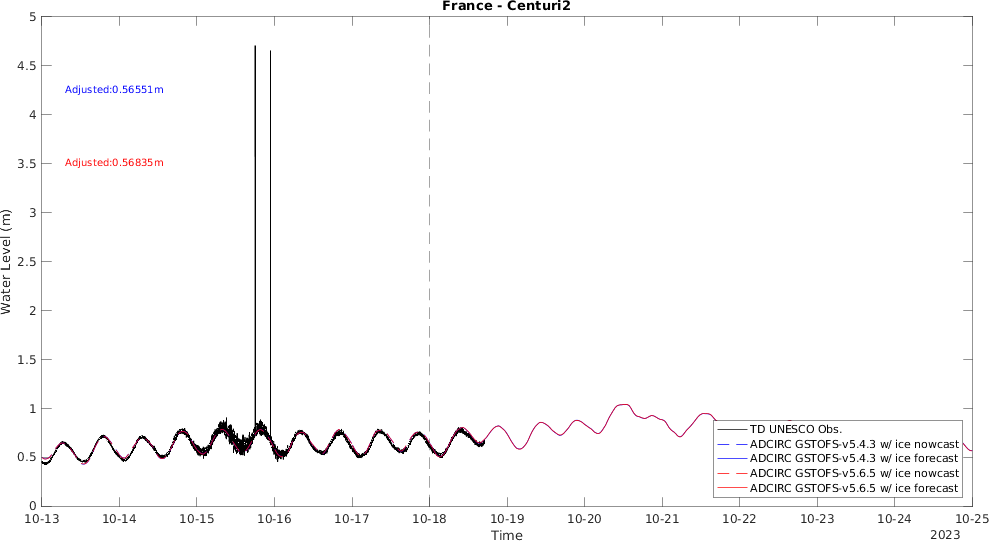 France - Centuri2
5
4.5
Adjusted:0.56551m
4
3.5
Adjusted:0.56835m
3
2.5
2
1.5
1
0.5
0
Water Level (m)
TD UNESCO Obs.
ADCIRC GSTOFS-v5.4.3 w/ ice nowcast
ADCIRC GSTOFS-v5.4.3 w/ ice forecast
ADCIRC GSTOFS-v5.6.5 w/ ice nowcast
ADCIRC GSTOFS-v5.6.5 w/ ice forecast
10-13 10-14 10-15 10-16 10-17 10-18 10-19 10-20 10-21 10-22 10-23 10-24 10-25
Time
2023